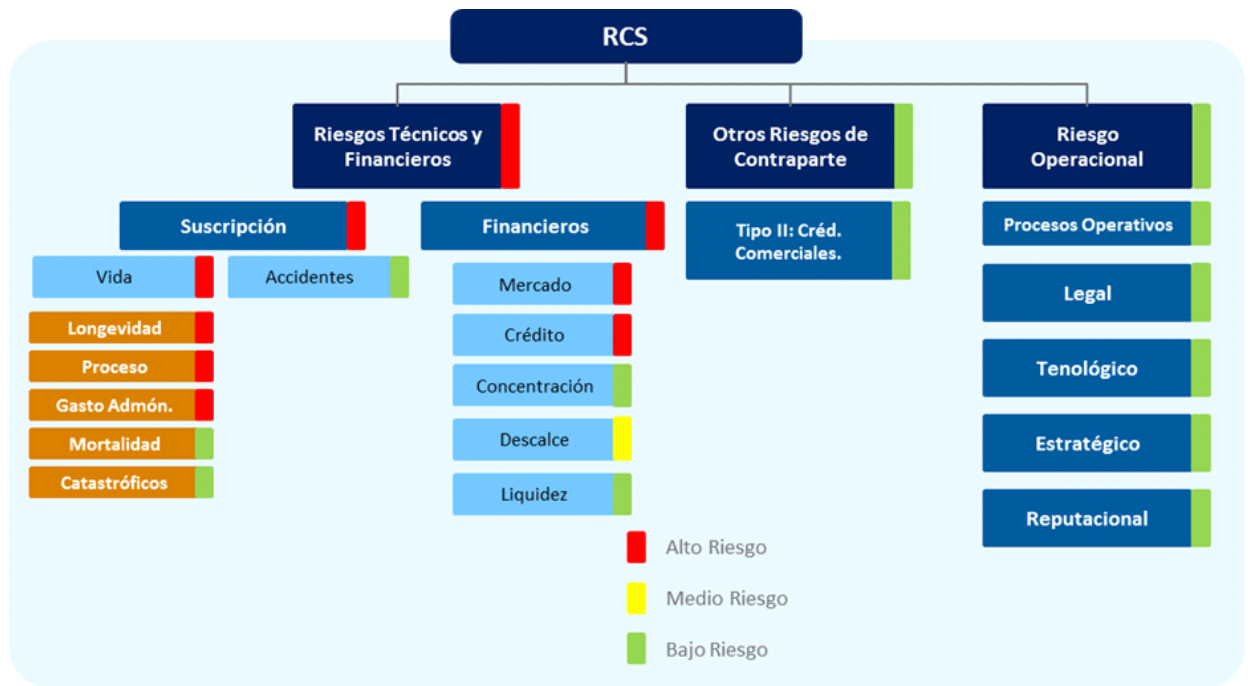 RCS
Riesgos Técnicos y
Financieros
Otros Riesgos de
Contraparte
Riesgo
Operacional
Suscripción
Financieros
Tipo II: Créd.
Comerciales.
Procesos Operativos
Vida
Accidentes
Mercado
Legal
Longevidad
Crédito
Proceso
Tenológico
Concentración
Gasto Admón.
Mortalidad
Descalce
Estratégico
Catastróficos
Liquidez
Reputacional
Alto Riesgo
Medio Riesgo
Bajo Riesgo